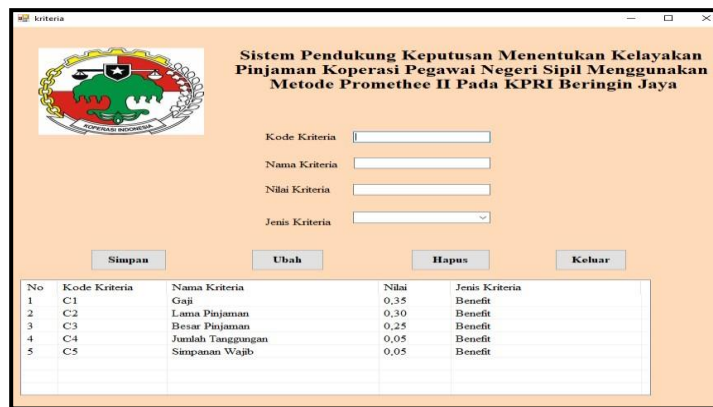 kriteria
Sistem Pendukung Keputusan Menentukan Kelayakan
Pinjaman Koperasi Pegawai Negeri Sipil Menggunakan
Metode Promethee II Pada KPRI Beringin Jaya
KOPERASI INDONESIA
Kode Kriteria
Nama Kriteria
Nilai Kriteria
Jenis Kriteria
Simpan Ubah Hapus Keluar
No Kode Kriteria Nama Kriteria Nilai Jenis Kriteria
1 C1 Gaji 0,35 Benefit
2 C2 Lama Pinjaman 0,30 Benefit
3 C3 Besar Pinjaman 0,25 Benefit
4 C4 Jumlah Tanggungan 0,05 Benefit
5 C5 Simpanan Wajib 0,05 Benefit